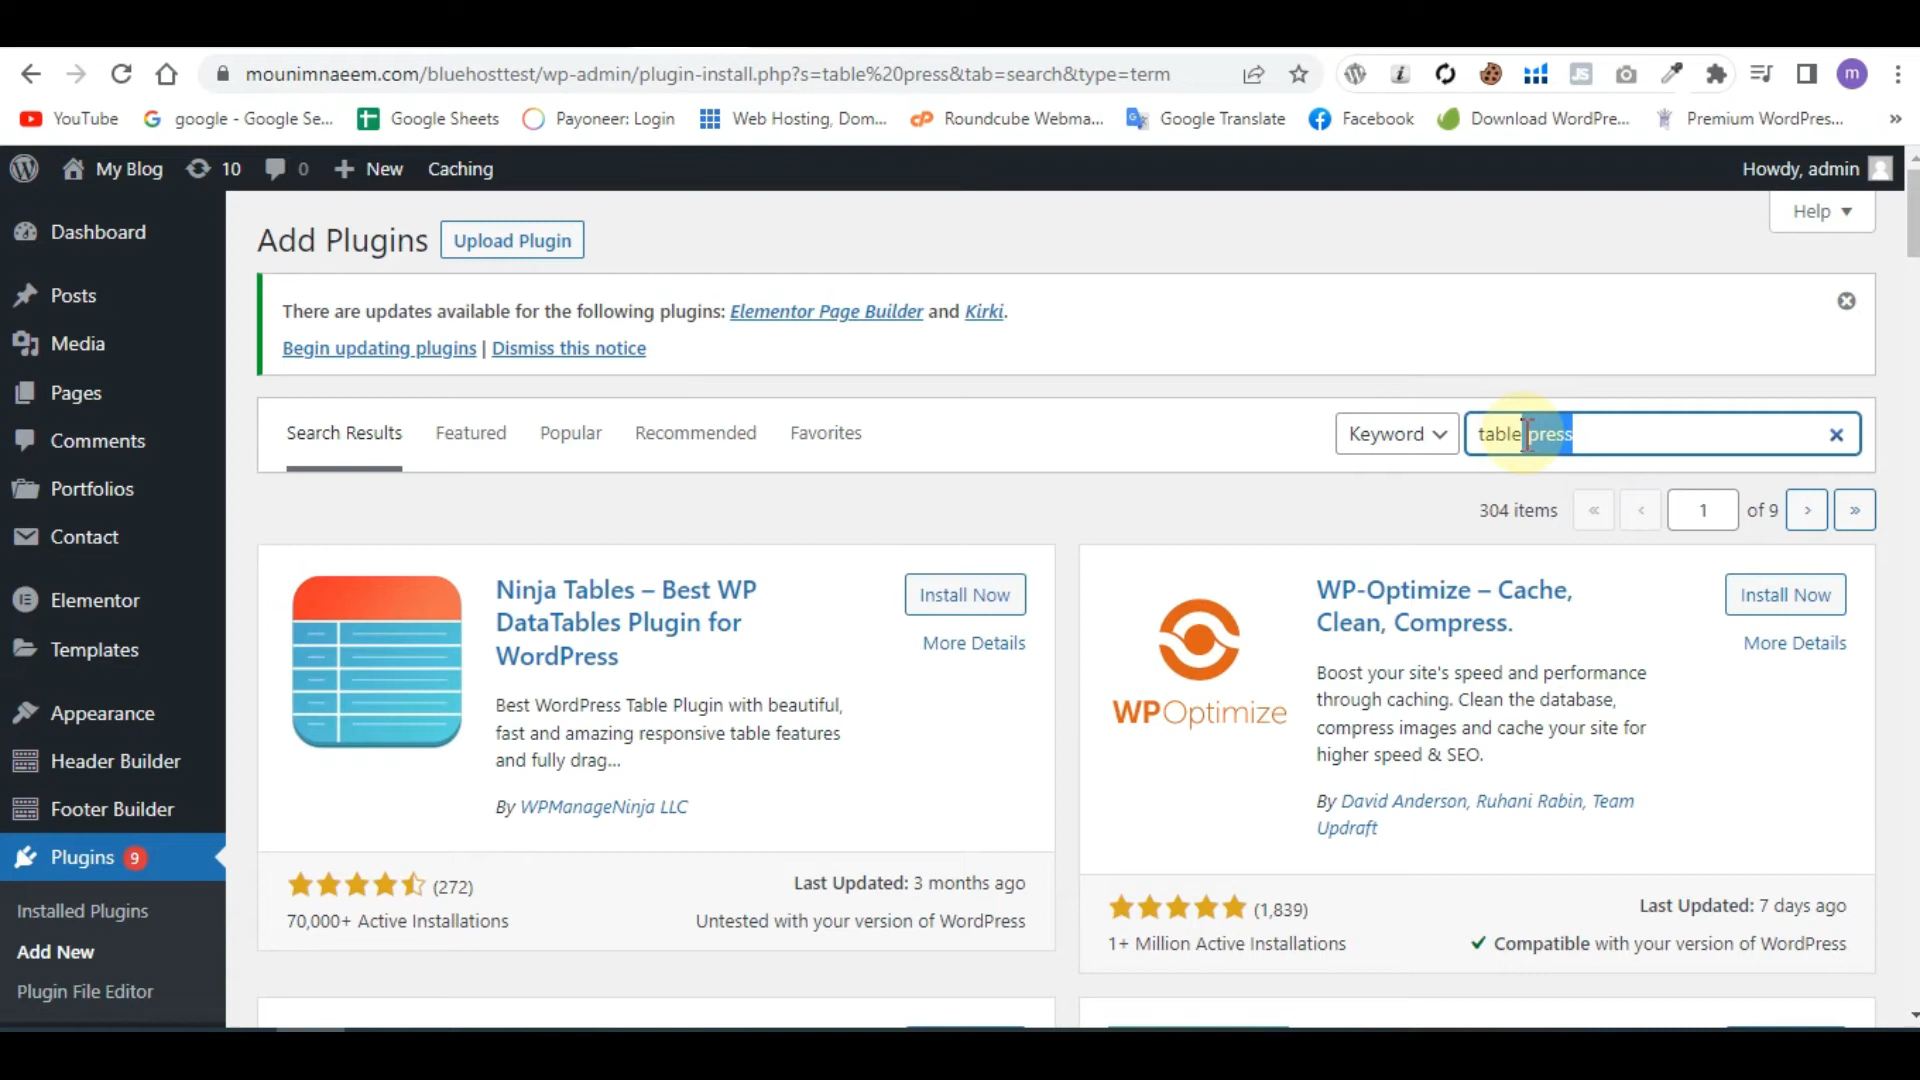 mounimnaeem.com/bluehosttest/wp-admin/plugin-install.php?s=table%20press&tab=search&type=term
m
YouTube
google - Google Se...
Google Sheets
Payoneer: Login
Web Hosting, Dom...
Roundcube Webma...
Google Translate
Facebook
Download WordPre...
Premium WordPres...
»
My Blog
10
0
New
Caching
Howdy, admin
Dashboard
Posts
Media
Pages
Comments
Portfolios
Contact
Elementor
Templates
Appearance
Header Builder
Footer Builder
Plugins 9
Installed Plugins
Add New
Plugin File Editor
Help
Add Plugins
Upload Plugin
There are updates available for the following plugins: Elementor Page Builder and Kirki.
Begin updating plugins | Dismiss this notice
Search Results
Featured
Popular
Recommended
Favorites
Keyword
table press
304 items
«
‹
1
of 9
›
»
Ninja Tables – Best WP
DataTables Plugin for
WordPress
Install Now
More Details
Best WordPress Table Plugin with beautiful,
fast and amazing responsive table features
and fully drag...
By WPManageNinja LLC
(272)
70,000+ Active Installations
Last Updated: 3 months ago
Untested with your version of WordPress
WPOptimize
WP-Optimize – Cache,
Clean, Compress.
Install Now
More Details
Boost your site's speed and performance
through caching. Clean the database,
compress images and cache your site for
higher speed & SEO.
By David Anderson, Ruhani Rabin, Team
Updraft
(1,839)
1+ Million Active Installations
Last Updated: 7 days ago
Compatible with your version of WordPress